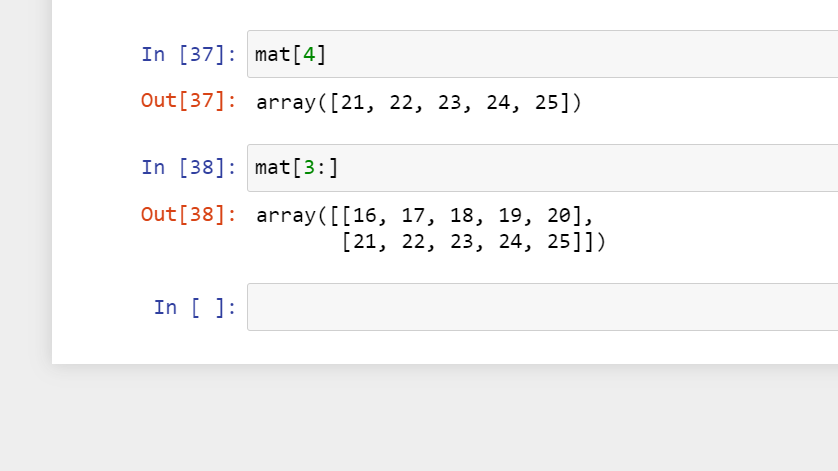 In [37]: mat[4]
Out[37]: array([21, 22, 23, 24, 25])
In [38]: mat[3:]
Out[38]: array([[16, 17, 18, 19, 20],
[21, 22, 23, 24, 25]])
In [ ]: